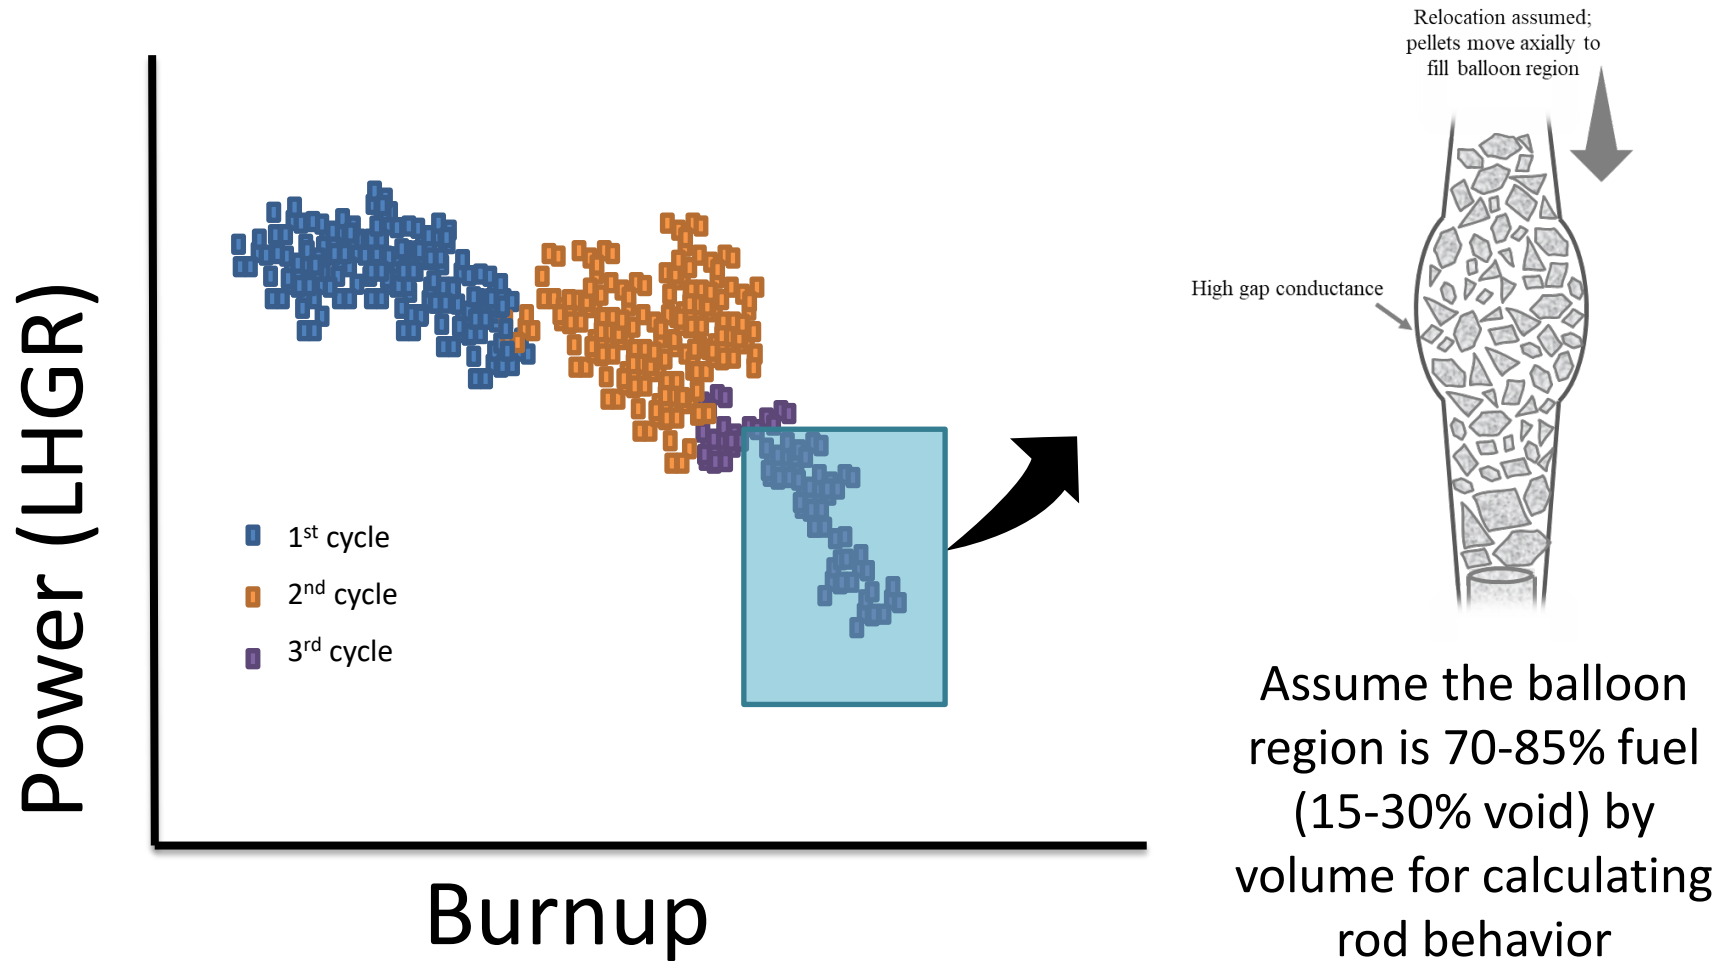 Power (LHGR)
Burnup
1st cycle
2nd cycle
3rd cycle
Relocation assumed;
pellets move axially to
fill balloon region
High gap conductance
Assume the balloon
region is 70-85% fuel
(15-30% void) by
volume for calculating
rod behavior